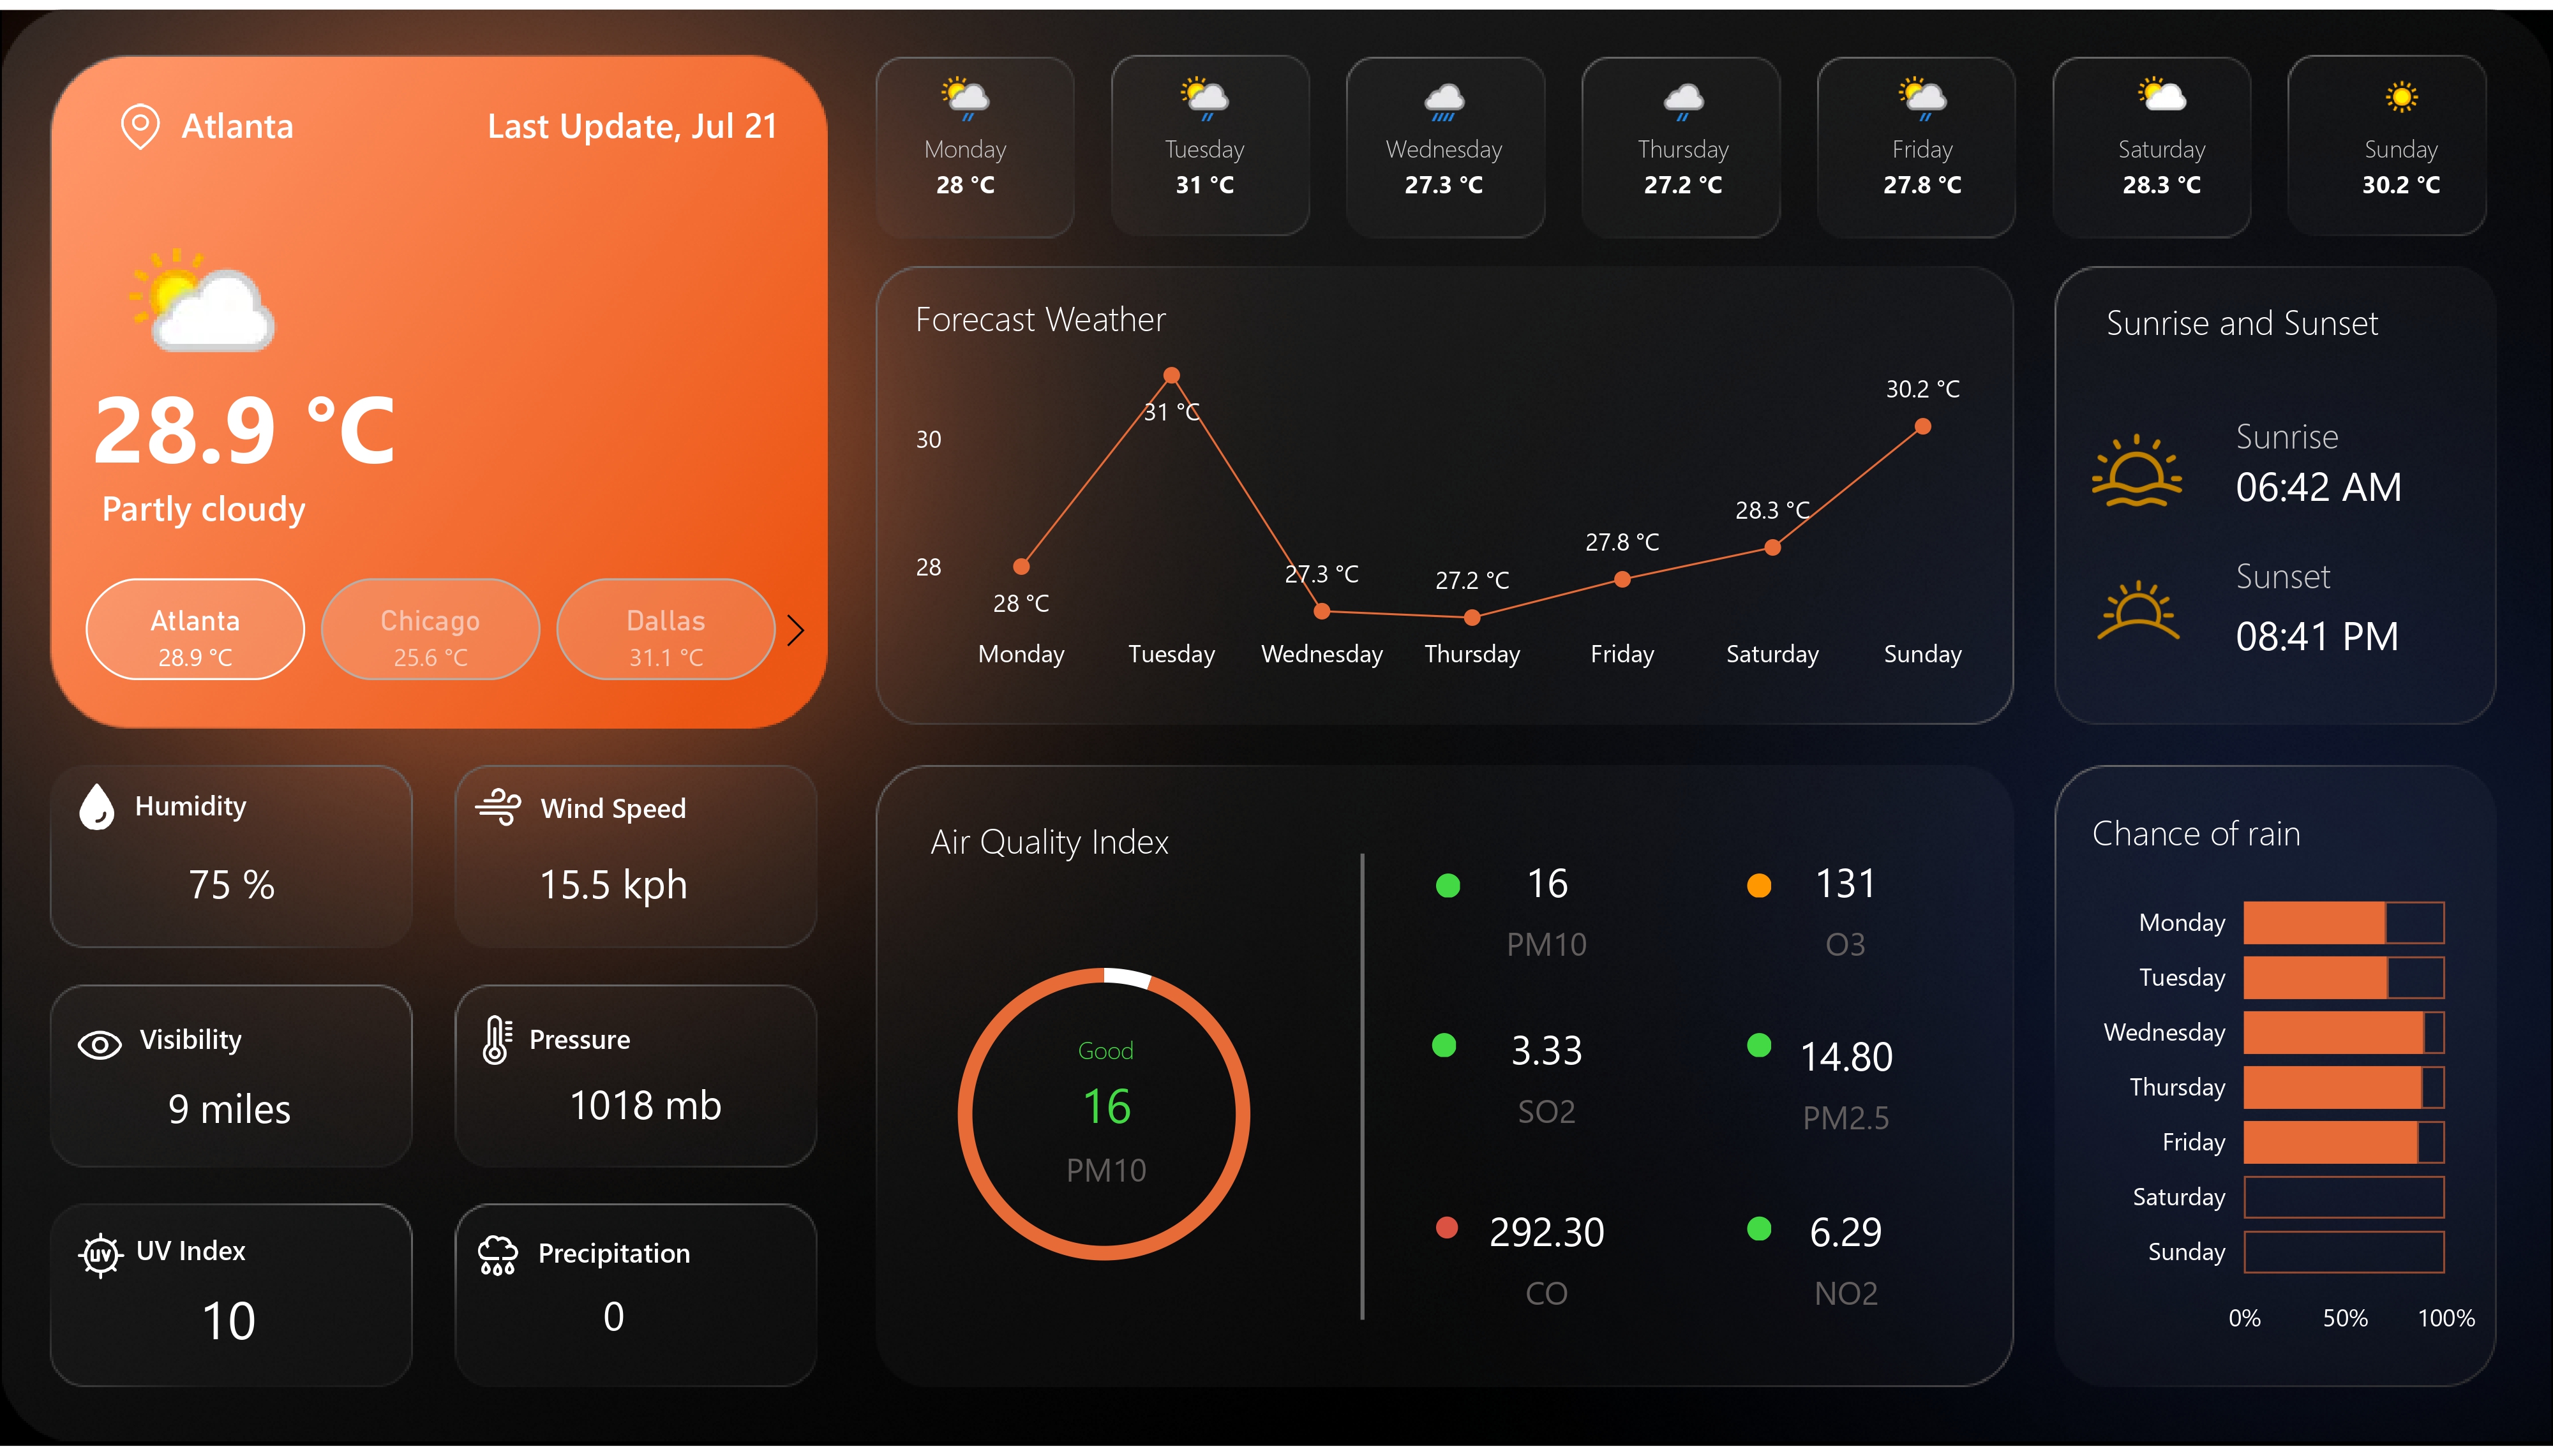 Atlanta
Last Update, Jul 21
28.9 °C
Partly cloudy
Atlanta
28.9 °C
Chicago
25.6 °C
Dallas
31.1 °C
Monday
28 °C
Tuesday
31 °C
Wednesday
27.3 °C
Thursday
27.2 °C
Friday
27.8 °C
Saturday
28.3 °C
Sunday
30.2 °C
Forecast Weather
30
28
28 °C
31 °C
27.3 °C
27.2 °C
27.8 °C
28.3 °C
30.2 °C
Monday
Tuesday
Wednesday
Thursday
Friday
Saturday
Sunday
Sunrise and Sunset
Sunrise
06:42 AM
Sunset
08:41 PM
Humidity
75 %
Wind Speed
15.5 kph
Visibility
9 miles
Pressure
1018 mb
UV
UV Index
10
Precipitation
0
Air Quality Index
Good
16
PM10
16
PM10
131
O3
3.33
SO2
14.80
PM2.5
292.30
CO
6.29
NO2
Chance of rain
Monday
Tuesday
Wednesday
Thursday
Friday
Saturday
Sunday
0%
50%
100%